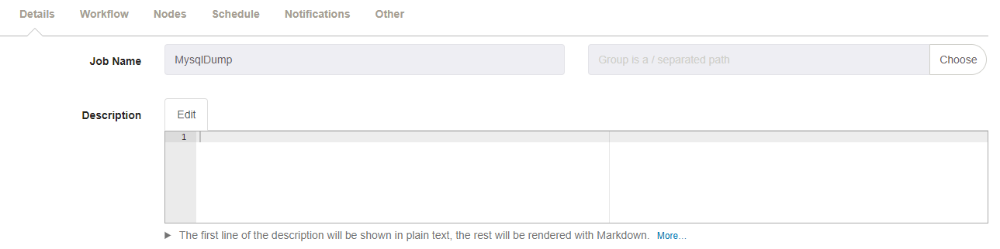 Details Workflow Nodes Schedule Notifications Other
Job Name MysqlDump Group is a / separated path Choose
Description Edit
1
The first line of the description will be shown in plain text, the rest will be rendered with Markdown. More...